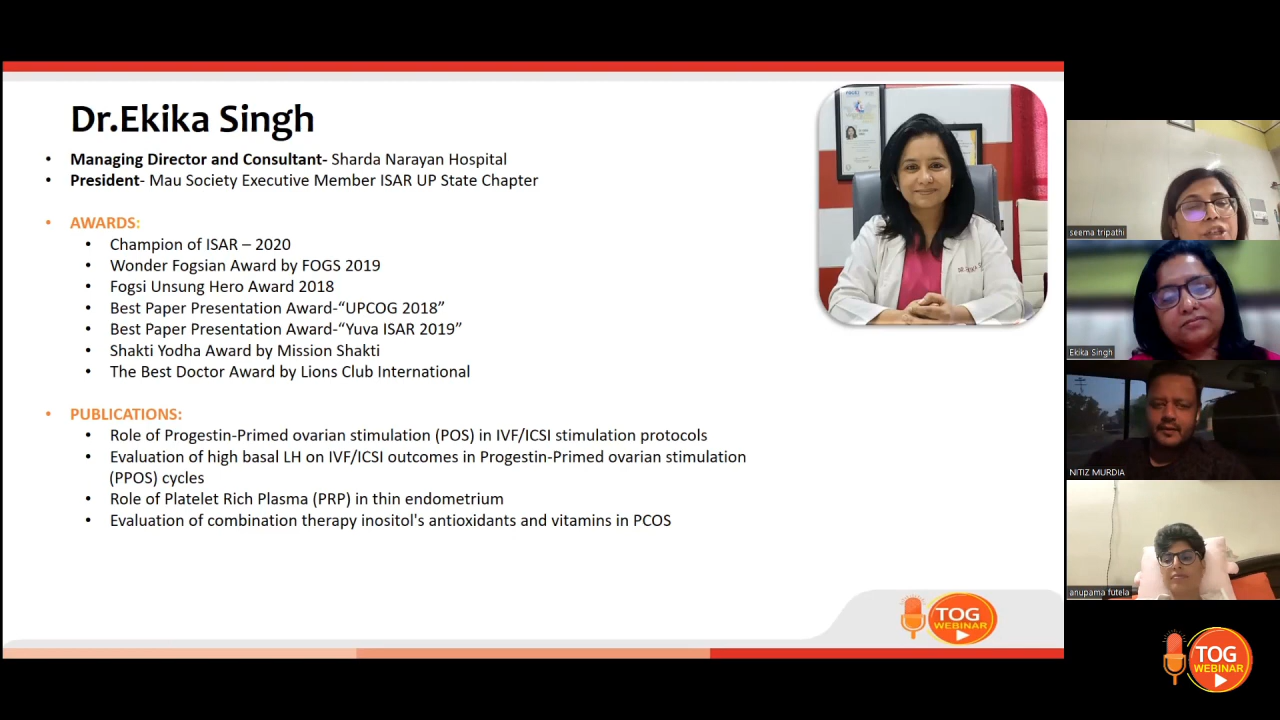 Dr.Ekika Singh
Managing Director and Consultant- Sharda Narayan Hospital
President- Mau Society Executive Member ISAR UP State Chapter
AWARDS:
Champion of ISAR – 2020
Wonder Fogsian Award by FOGS 2019
Fogsi Unsung Hero Award 2018
Best Paper Presentation Award-“UPCOG 2018”
Best Paper Presentation Award-“Yuva ISAR 2019”
Shakti Yodha Award by Mission Shakti
The Best Doctor Award by Lions Club International
PUBLICATIONS:
Role of Progestin-Primed ovarian stimulation (POS) in IVF/ICSI stimulation protocols
Evaluation of high basal LH on IVF/ICSI outcomes in Progestin-Primed ovarian stimulation
(PPOS) cycles
Role of Platelet Rich Plasma (PRP) in thin endometrium
Evaluation of combination therapy inositol's antioxidants and vitamins in PCOS
TOG
WEBINAR
seema tripathi
Ekika Singh
NITIZ MURDIA
anupama futela
TOG
WEBINAR